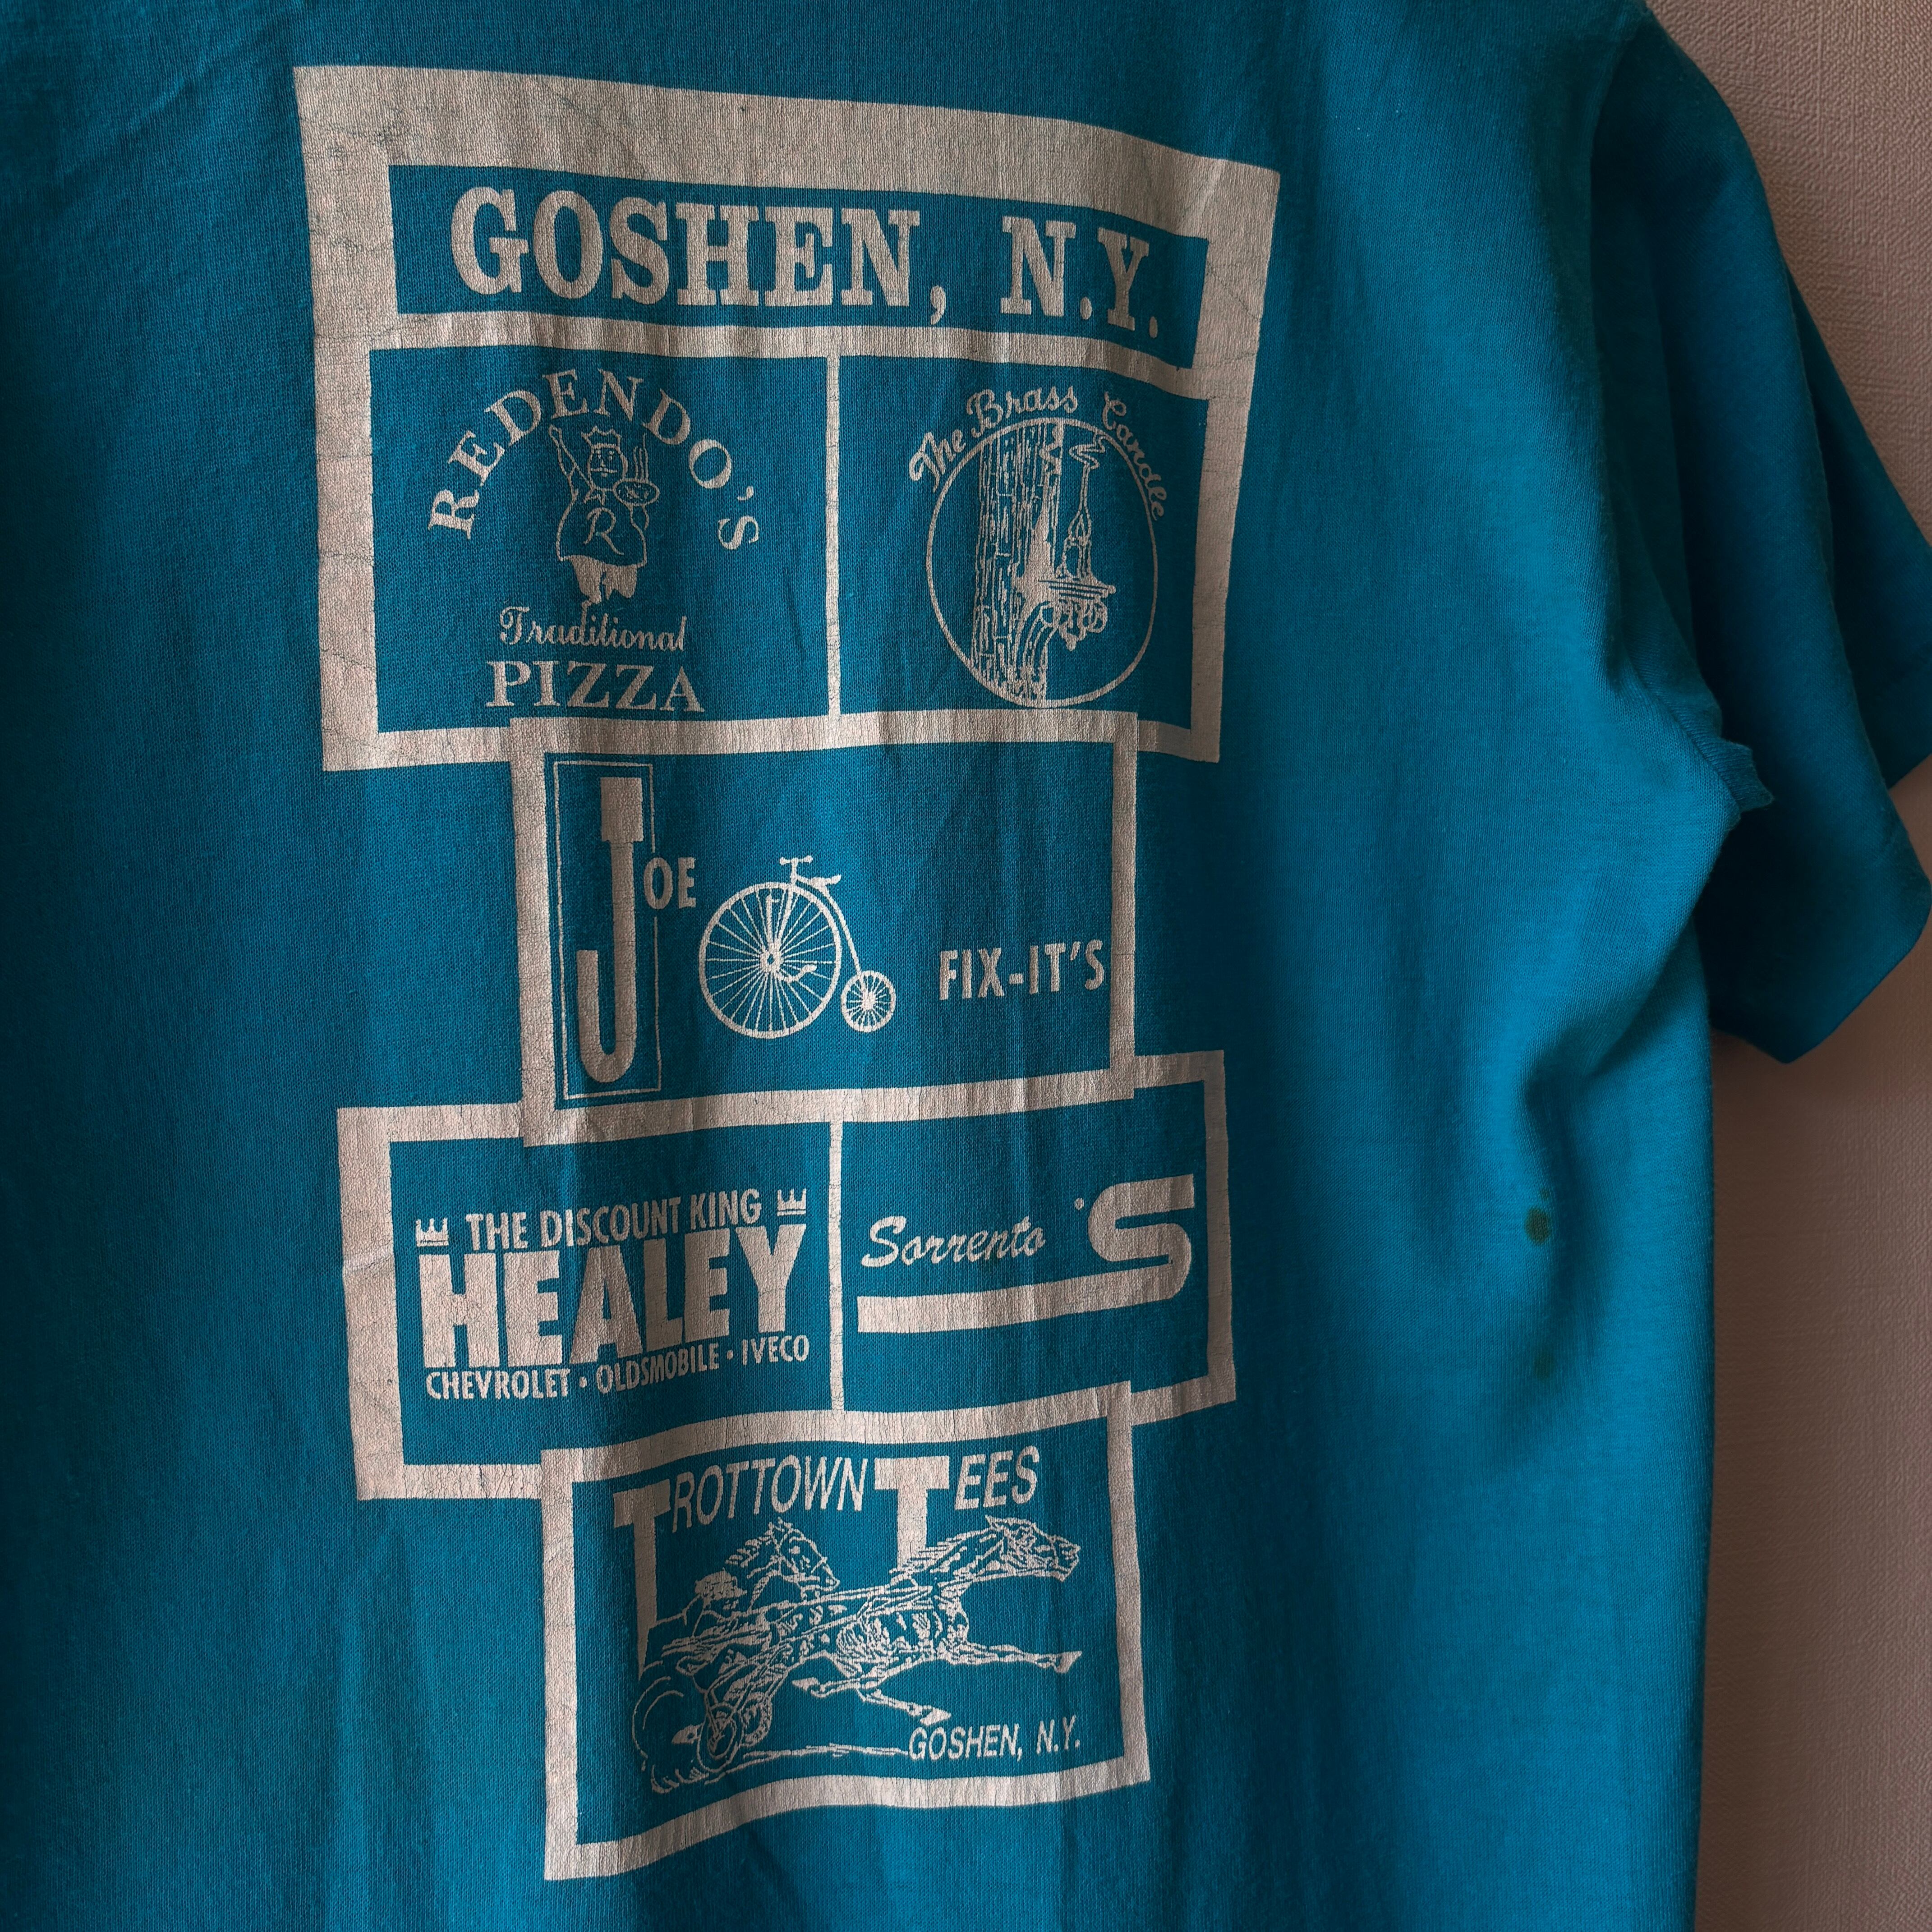 GOSHEN, N.Y.
REDENDO'S
R
Traditional
PIZZA
The Brass Candle
JOE
FIX-IT'S
THE DISCOUNT KING
HEALEY
CHEVROLET • OLDSMOBILE • IVECO
Sorrento'S
TROTTOWN TEES
GOSHEN, N.Y.